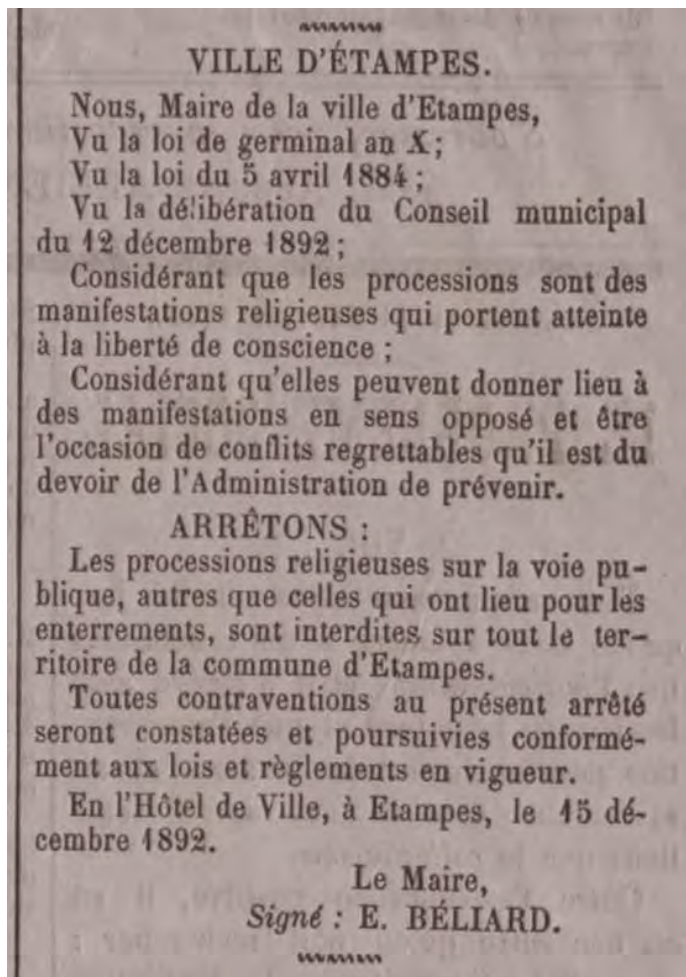 VILLE D'ÉTAMPES.
Nous, Maire de la ville d'Etampes,
Vu la loi de germinal an X;
Vu la loi du 5 avril 1884;
Vu la délibération du Conseil municipal
du 12 décembre 1892;
Considérant que les processions sont des
manifestations religieuses qui portent atteinte
à la liberté de conscience;
Considérant qu'elles peuvent donner lieu à
des manifestations en sens opposé et être
l'occasion de conflits regrettables qu'il est du
devoir de l'Administration de prévenir.
ARRÊTONS :
Les processions religieuses sur la voie pu-
blique, autres que celles qui ont lieu pour les
enterrements, sont interdites sur tout le ter-
ritoire de la commune d'Etampes.
Toutes contraventions au présent arrêté
seront constatées et poursuivies conformé-
ment aux lois et règlements en vigueur.
En l'Hôtel de Ville, à Etampes, le 15 dé-
cembre 1892.
Le Maire,
Signé : E. BÉLIARD.